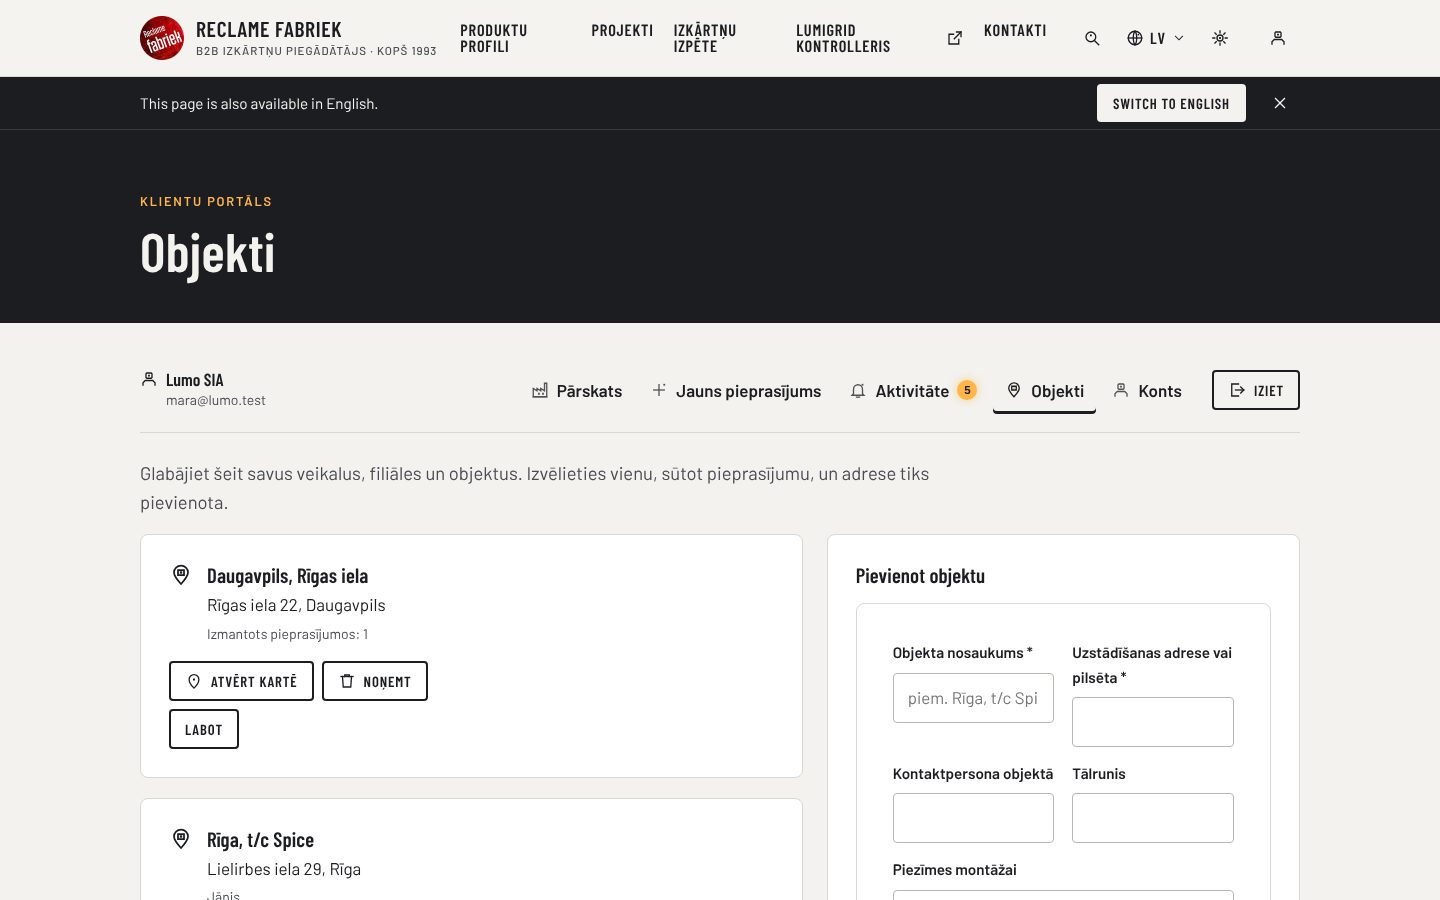 Reclame fabriek
RECLAME FABRIEK
B2B IZKĀRTŅU PIEGĀDĀTĀJS · KOPŠ 1993
PRODUKTU PROFILI
PROJEKTI
IZKĀRTŅU IZPĒTE
LUMIGRID KONTROLLERIS
KONTAKTI
LV
This page is also available in English.
SWITCH TO ENGLISH
KLIENTU PORTĀLS
Objekti
Lumo SIA
mara@lumo.test
Pārskats
Jauns pieprasījums
Aktivitāte 5
Objekti
Konts
IZIET
Glabājiet šeit savus veikalus, filiāles un objektus. Izvēlieties vienu, sūtot pieprasījumu, un adrese tiks
pievienota.
Daugavpils, Rīgas iela
Rīgas iela 22, Daugavpils
Izmantots pieprasījumos: 1
ATVĒRT KARTĒ
NOŅEMT
LABOT
Rīga, t/c Spice
Lielirbes iela 29, Rīga
Jānis
Pievienot objektu
Objekta nosaukums *
piem. Rīga, t/c Spi
Uzstādīšanas adrese vai
pilsēta *
Kontaktpersona objektā
Tālrunis
Piezīmes montāžai